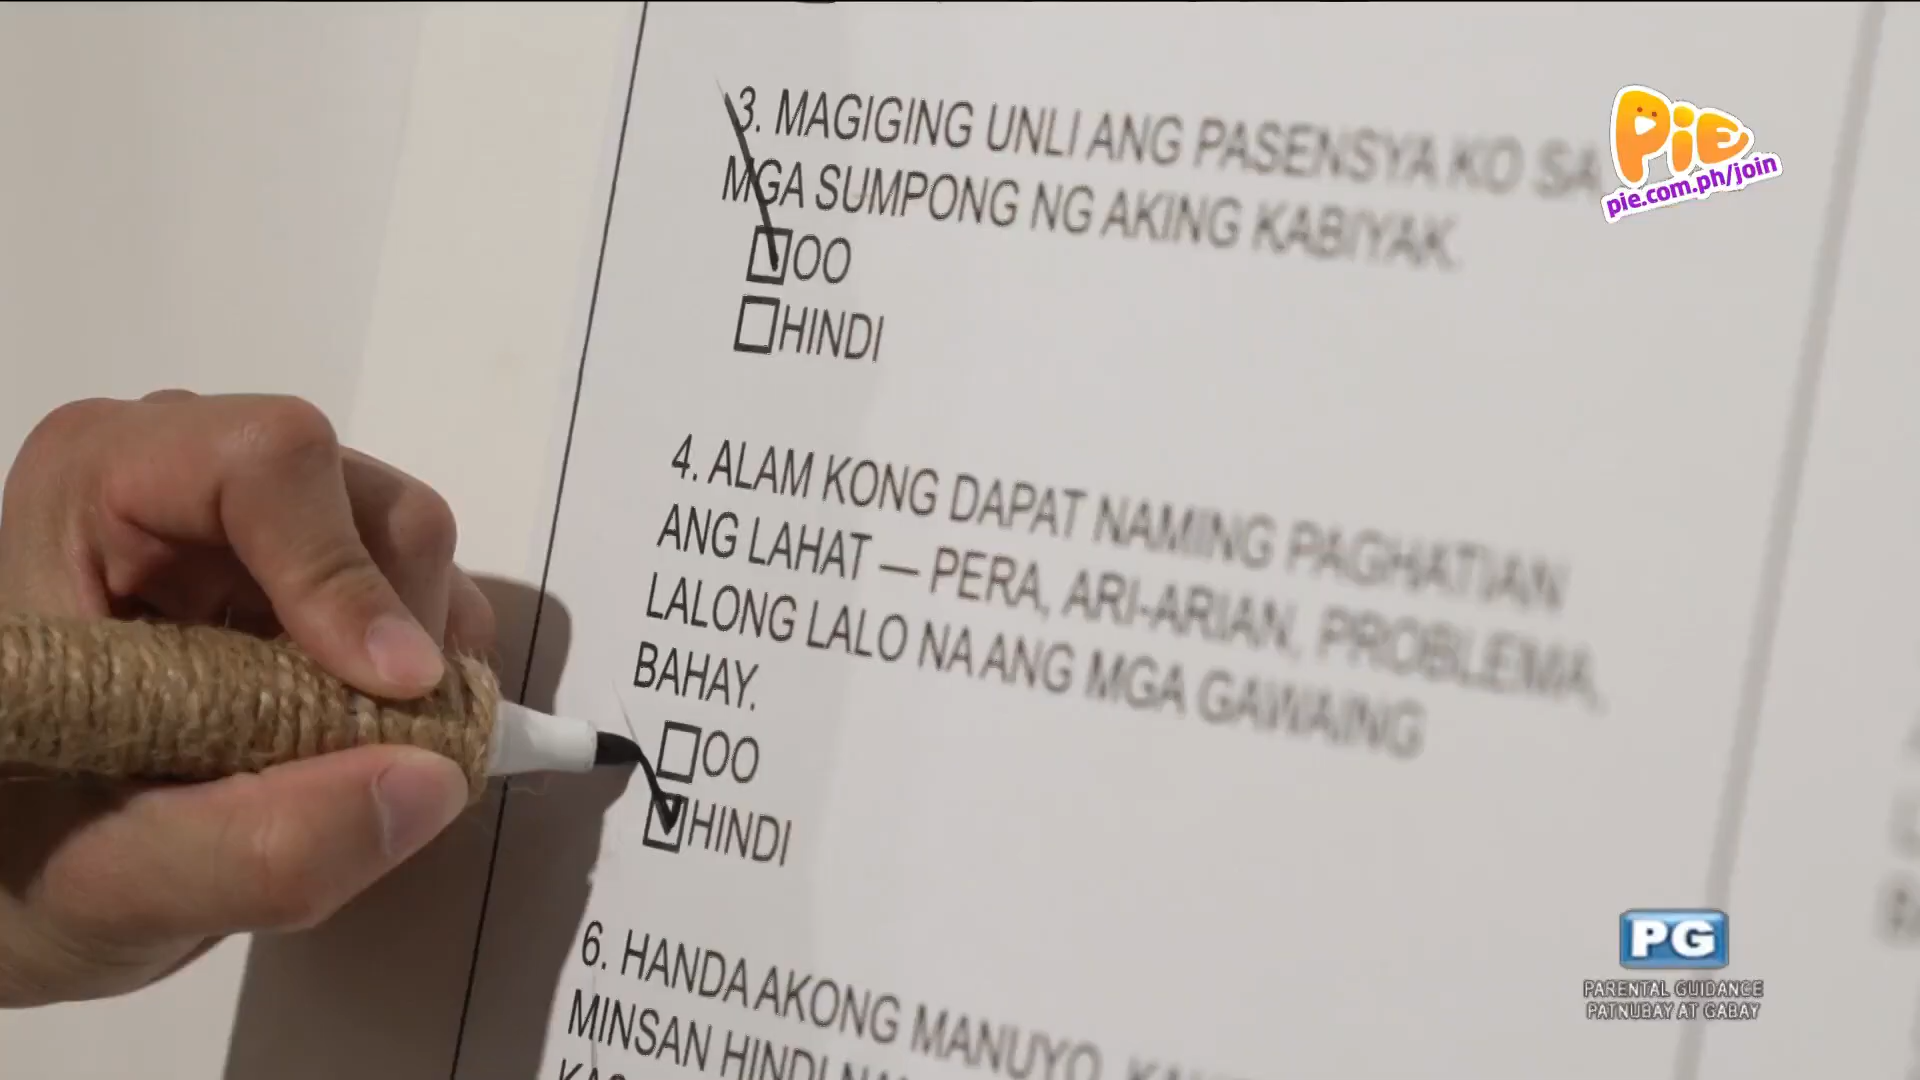 3. MAGIGING UNLI ANG PASENSYA KO SA
MGA SUMPONG NG AKING KABIYAK.
OO
HINDI
4. ALAM KONG DAPAT NAMING PAGHATIAN
ANG LAHAT — PERA, ARI-ARIAN, PROBLEMA,
LALONG LALO NA ANG MGA GAWAING
BAHAY.
OO
HINDI
6. HANDA AKONG MANUYO,
MINSAN HINDI
Pie
pie.com.ph/join
PG
PARENTAL GUIDANCE
PATNUBAY AT GABAY